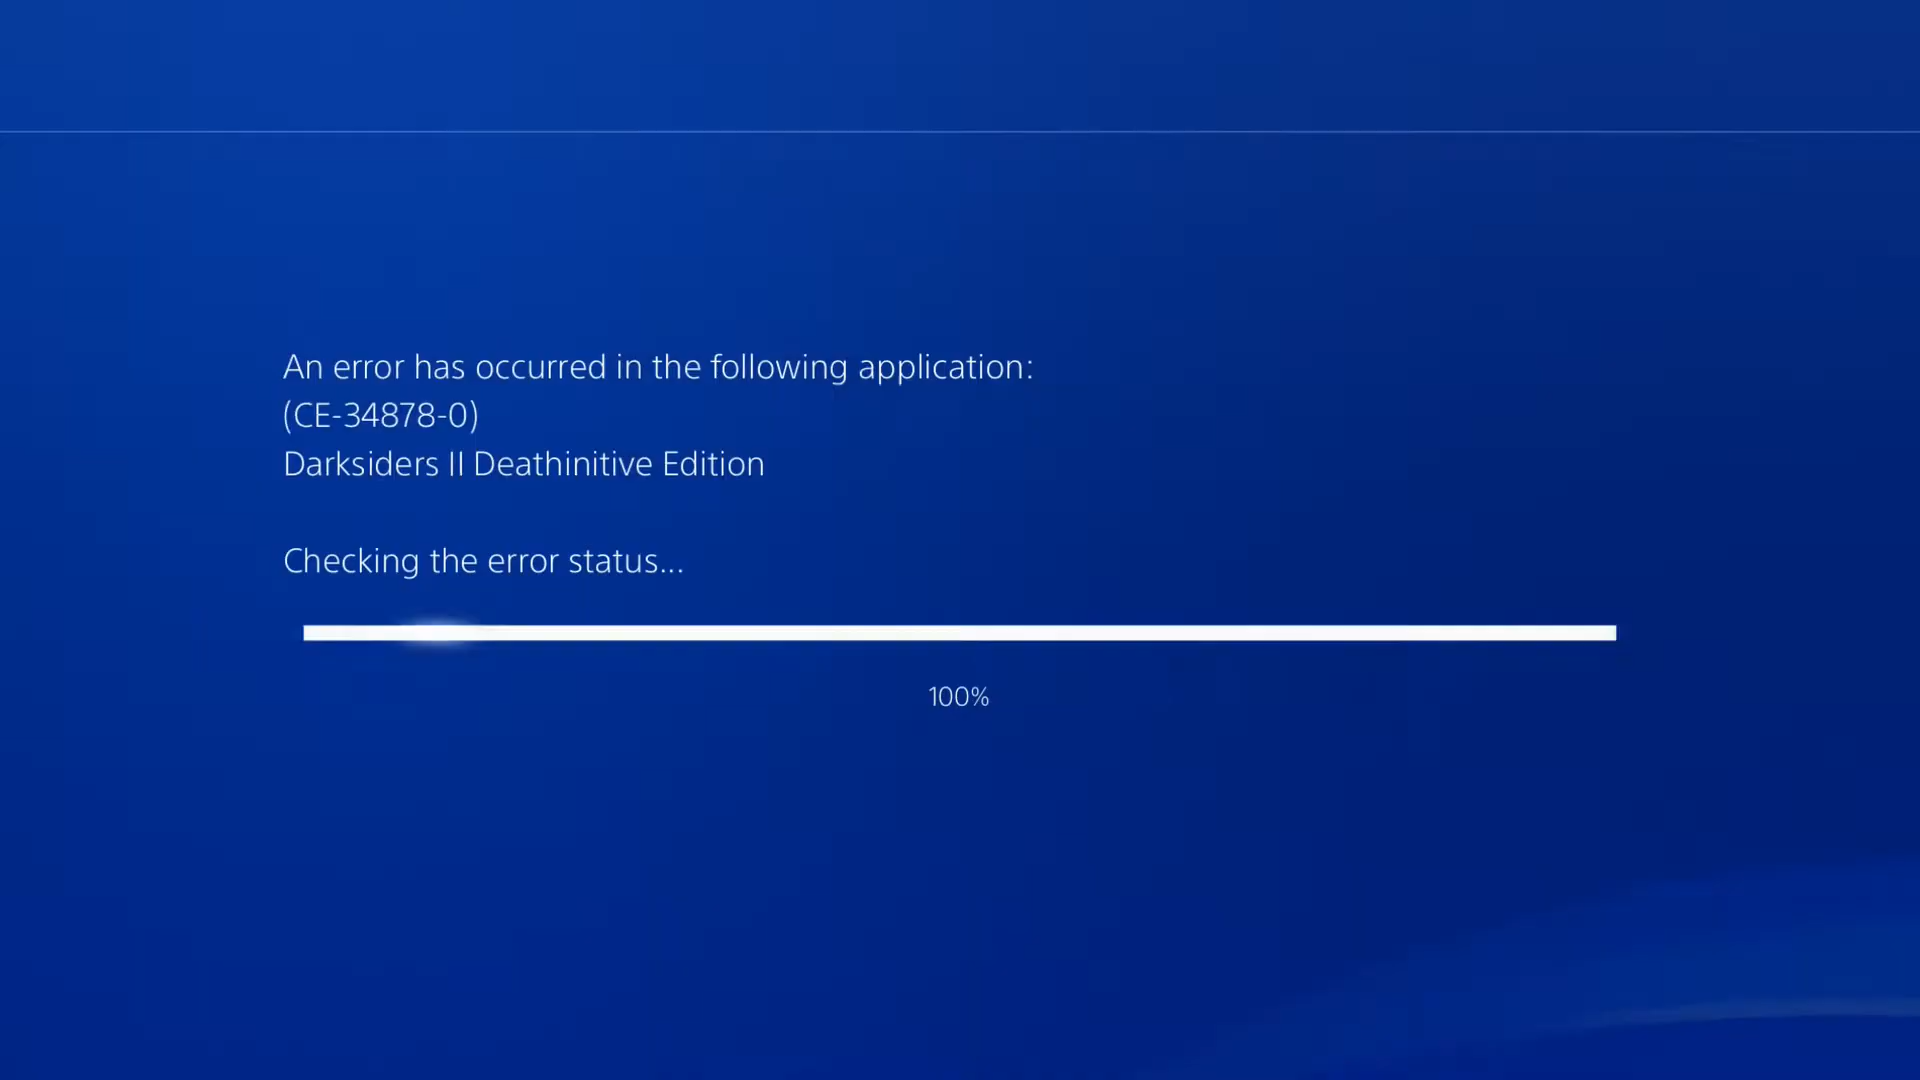 An error has occurred in the following application:
(CE-34878-0)
Darksiders II Deathinitive Edition
Checking the error status...
100%